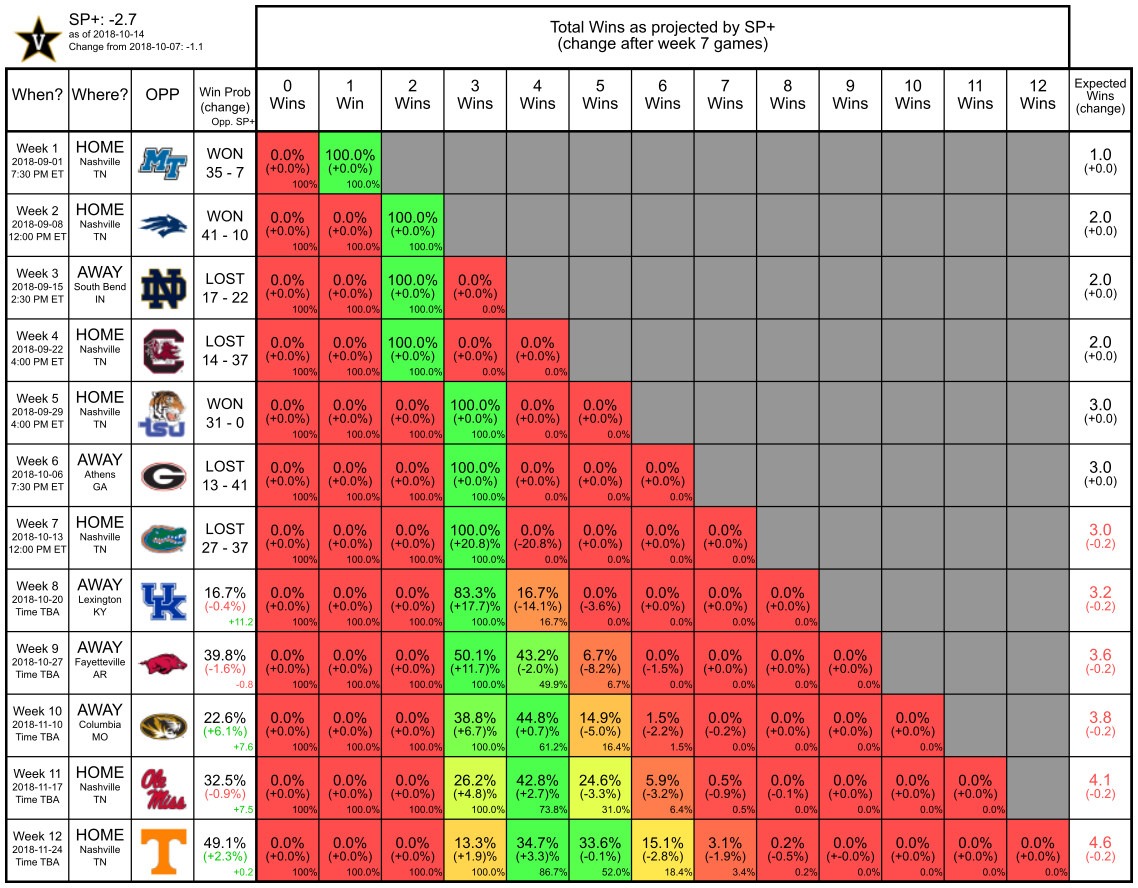 SP+: -2.7
as of 2018-10-14
Change from 2018-10-07: -1.1
Total Wins as projected by SP+
(change after week 7 games)
When? Where? OPP Win Prob (change) Opp. SP+ 0 Wins 1 Win 2 Wins 3 Wins 4 Wins 5 Wins 6 Wins 7 Wins 8 Wins 9 Wins 10 Wins 11 Wins 12 Wins Expected Wins (change)
Week 1 HOME WON 0.0% 100.0% 1.0
2018-09-01 Nashville MT (+0.0%) (+0.0%) (+0.0)
7:30 PM ET TN 35 - 7 100% 100.0%
Week 2 HOME WON 0.0% 0.0% 100.0% 2.0
2018-09-08 Nashville (+0.0%) (+0.0%) (+0.0%) (+0.0)
12:00 PM ET TN 41 - 10 100% 100.0% 100.0%
Week 3 AWAY LOST 0.0% 0.0% 100.0% 0.0% 2.0
2018-09-15 South Bend ND (+0.0%) (+0.0%) (+0.0%) (+0.0%) (+0.0)
2:30 PM ET IN 17 - 22 100% 100.0% 100.0% 0.0%
Week 4 HOME LOST 0.0% 0.0% 100.0% 0.0% 0.0% 2.0
2018-09-22 Nashville C (+0.0%) (+0.0%) (+0.0%) (+0.0%) (+0.0%) (+0.0)
4:00 PM ET TN 14 - 37 100% 100.0% 100.0% 0.0% 0.0%
Week 5 HOME WON 0.0% 0.0% 0.0% 100.0% 0.0% 0.0% 3.0
2018-09-29 Nashville tsu (+0.0%) (+0.0%) (+0.0%) (+0.0%) (+0.0%) (+0.0%) (+0.0)
4:00 PM ET TN 31 - 0 100% 100.0% 100.0% 100.0% 0.0% 0.0%
Week 6 AWAY LOST 0.0% 0.0% 0.0% 100.0% 0.0% 0.0% 0.0% 3.0
2018-10-06 Athens G (+0.0%) (+0.0%) (+0.0%) (+0.0%) (+0.0%) (+0.0%) (+0.0%) (+0.0)
7:30 PM ET GA 13 - 41 100% 100.0% 100.0% 100.0% 0.0% 0.0% 0.0%
Week 7 HOME LOST 0.0% 0.0% 0.0% 100.0% 0.0% 0.0% 0.0% 0.0% 3.0
2018-10-13 Nashville (+0.0%) (+0.0%) (+0.0%) (+20.8)% (-20.8%) (+0.0%) (+0.0%) (+0.0%) (-0.2)
12:00 PM ET TN 27 - 37 100% 100.0% 100.0% 100.0% 0.0% 0.0% 0.0% 0.0%
Week 8 AWAY 16.7% 0.0% 0.0% 0.0% 83.3% 16.7% 0.0% 0.0% 0.0% 0.0% 3.2
2018-10-20 Lexington UK (-0.4%) (+0.0%) (+0.0%) (+0.0%) (+17.7)% (-14.1%) (-3.6%) (+0.0%) (+0.0%) (+0.0%) (-0.2)
Time TBA KY +11.2 100% 100.0% 100.0% 100.0% 16.7% 0.0% 0.0% 0.0% 0.0%
Week 9 AWAY 39.8% 0.0% 0.0% 0.0% 50.1% 43.2% 6.7% 0.0% 0.0% 0.0% 0.0% 3.6
2018-10-27 Fayetteville (-1.6%) (+0.0%) (+0.0%) (+0.0%) (+11.7)% (-2.0%) (-8.2%) (-1.5%) (+0.0%) (+0.0%) (+0.0%) (-0.2)
Time TBA AR -0.8 100% 100.0% 100.0% 100.0% 49.9% 6.7% 0.0% 0.0% 0.0% 0.0%
Week 10 AWAY 22.6% 0.0% 0.0% 0.0% 38.8% 44.8% 14.9% 1.5% 0.0% 0.0% 0.0% 0.0% 3.8
2018-11-10 Columbia (+6.1%) (+0.0%) (+0.0%) (+0.0%) (+6.7)% (+0.7)% (-5.0%) (-2.2%) (-0.2%) (+0.0%) (+0.0%) (+0.0%) (-0.2)
Time TBA MO +7.6 100% 100.0% 100.0% 100.0% 61.2% 16.4% 1.5% 0.0% 0.0% 0.0% 0.0%
Week 11 HOME Ole 32.5% 0.0% 0.0% 0.0% 26.2% 42.8% 24.6% 5.9% 0.5% 0.0% 0.0% 0.0% 0.0% 4.1
2018-11-17 Nashville Miss (-0.9%) (+0.0%) (+0.0%) (+0.0%) (+4.8)% (+2.7)% (-3.3%) (-3.2%) (-0.9%) (-0.1%) (+0.0%) (+0.0%) (+0.0%) (-0.2)
Time TBA TN +7.5 100% 100.0% 100.0% 100.0% 73.8% 31.0% 6.4% 0.5% 0.0% 0.0% 0.0% 0.0%
Week 12 HOME 49.1% 0.0% 0.0% 0.0% 13.3% 34.7% 33.6% 15.1% 3.1% 0.2% 0.0% 0.0% 0.0% 0.0% 4.6
2018-11-24 Nashville T (+2.3%) (+0.0%) (+0.0%) (+0.0%) (+1.9)% (+3.3)% (-0.1%) (-2.8%) (-1.9%) (-0.5%) (+-0.0%) (+0.0%) (+0.0%) (+0.0%) (-0.2)
Time TBA TN +0.2 100% 100.0% 100.0% 100.0% 86.7% 52.0% 18.4% 3.4% 0.2% 0.0% 0.0% 0.0% 0.0%